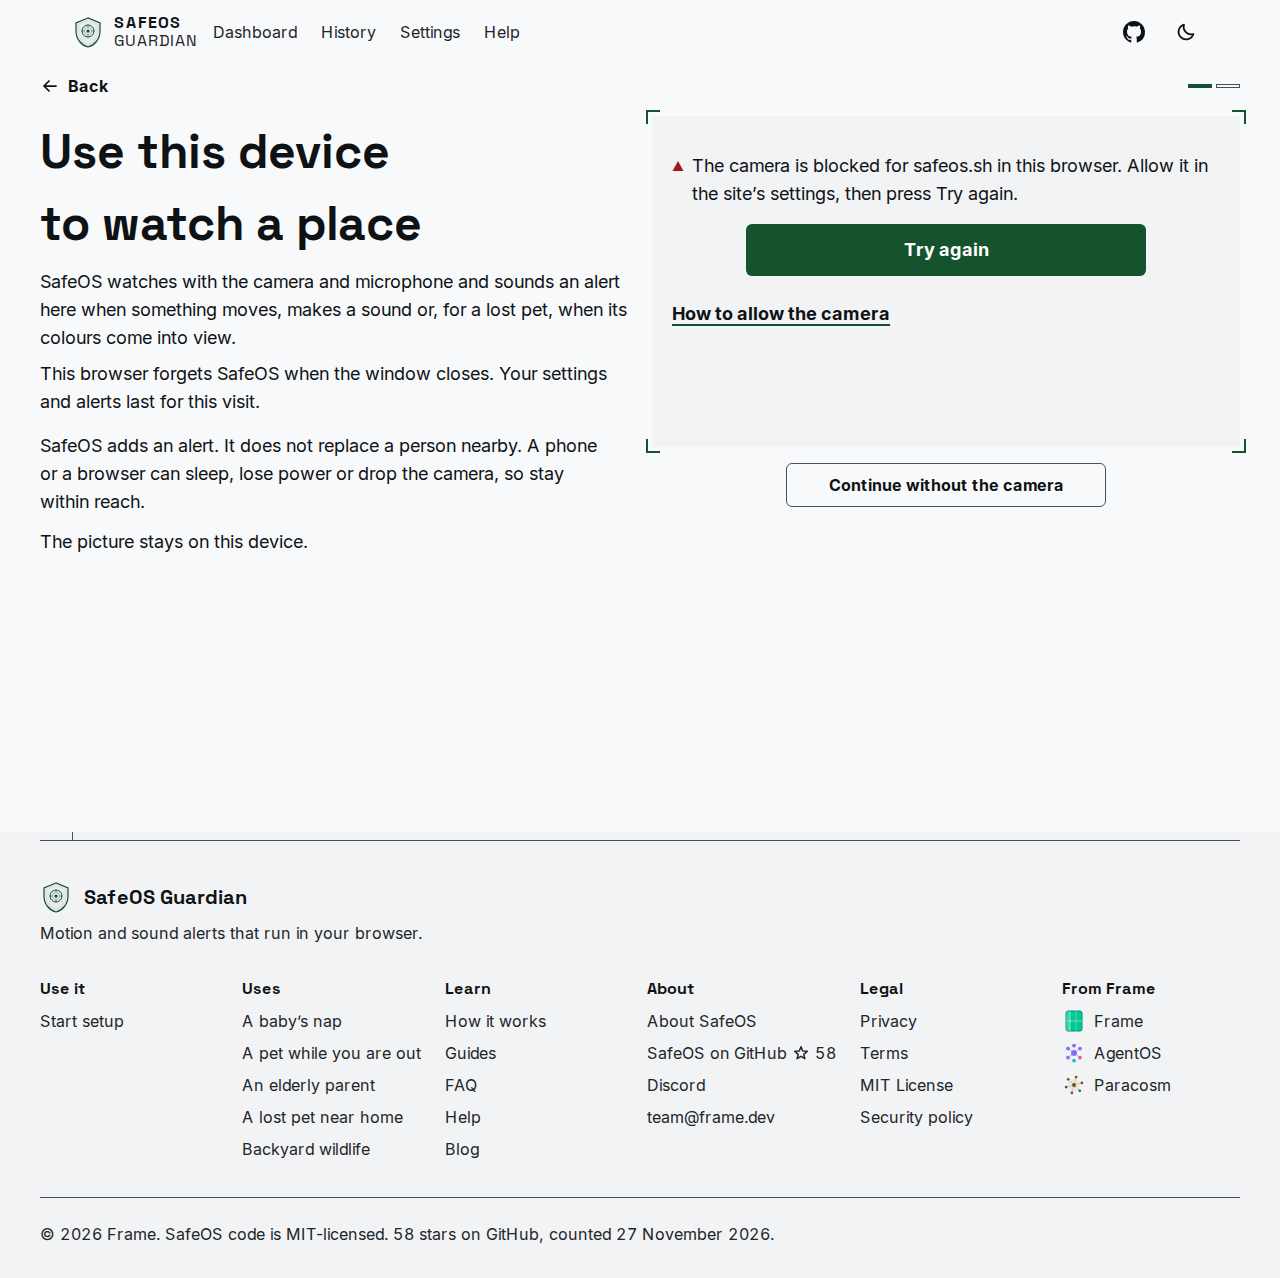 SAFEOS
GUARDIAN
Dashboard
History
Settings
Help
Back
Use this device
to watch a place
SafeOS watches with the camera and microphone and sounds an alert
here when something moves, makes a sound or, for a lost pet, when its
colours come into view.
This browser forgets SafeOS when the window closes. Your settings
and alerts last for this visit.
SafeOS adds an alert. It does not replace a person nearby. A phone
or a browser can sleep, lose power or drop the camera, so stay
within reach.
The picture stays on this device.
The camera is blocked for safeos.sh in this browser. Allow it in
the site’s settings, then press Try again.
Try again
How to allow the camera
Continue without the camera
SafeOS Guardian
Motion and sound alerts that run in your browser.
Use it
Start setup
Uses
A baby’s nap
A pet while you are out
An elderly parent
A lost pet near home
Backyard wildlife
Learn
How it works
Guides
FAQ
Help
Blog
About
About SafeOS
SafeOS on GitHub ☆ 58
Discord
team@frame.dev
Legal
Privacy
Terms
MIT License
Security policy
From Frame
Frame
AgentOS
Paracosm
© 2026 Frame. SafeOS code is MIT-licensed. 58 stars on GitHub, counted 27 November 2026.